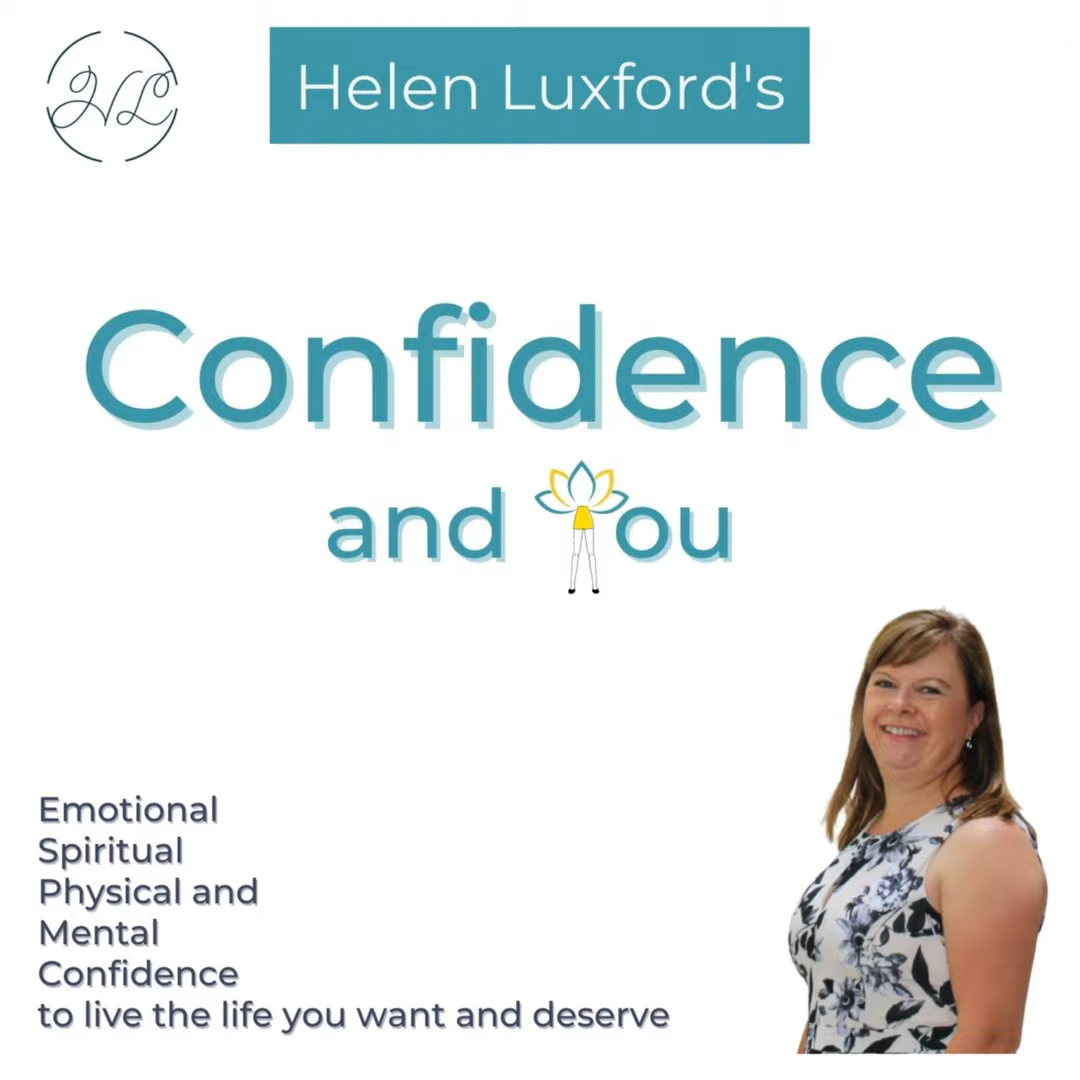 HL
Helen Luxford's
Confidence
and You
Emotional
Spiritual
Physical and
Mental
Confidence
to live the life you want and deserve